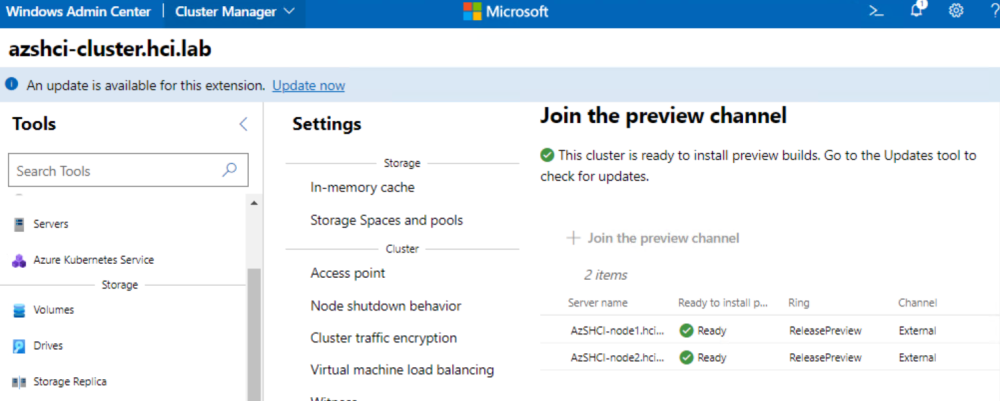 Windows Admin Center
Cluster Manager
Microsoft
1
azshci-cluster.hci.lab
An update is available for this extension. Update now
Tools
Search Tools
Servers
Azure Kubernetes Service
Storage
Volumes
Drives
Storage Replica
Settings
Storage
In-memory cache
Storage Spaces and pools
Cluster
Access point
Node shutdown behavior
Cluster traffic encryption
Virtual machine load balancing
Witness
Join the preview channel
This cluster is ready to install preview builds. Go to the Updates tool to
check for updates.
Join the preview channel
2 items
Server name Ready to install p... Ring Channel
AzSHCI-node1.hci... Ready ReleasePreview External
AzSHCI-node2.hci... Ready ReleasePreview External